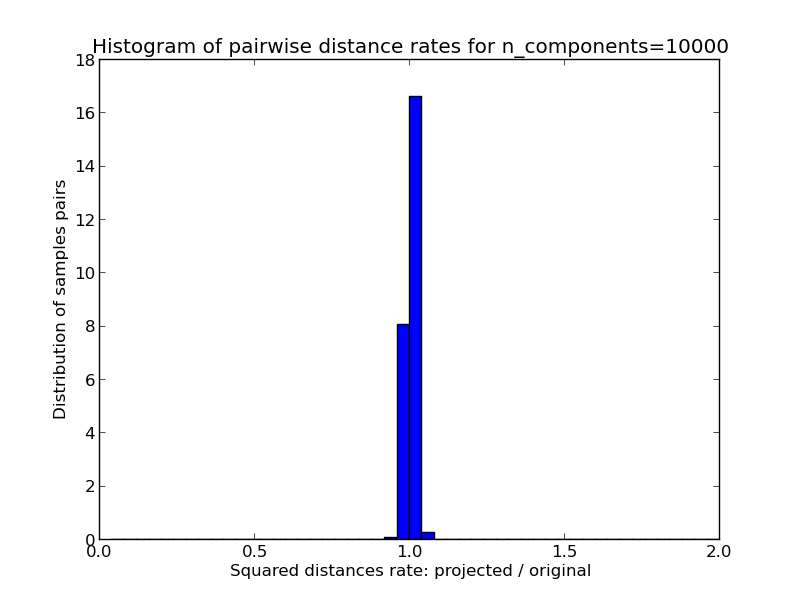 Histogram of pairwise distance rates for n_components=10000
18
16
14
12
10
8
6
4
2
0
Distribution of samples pairs
0.0 0.5 1.0 1.5 2.0
Squared distances rate: projected / original